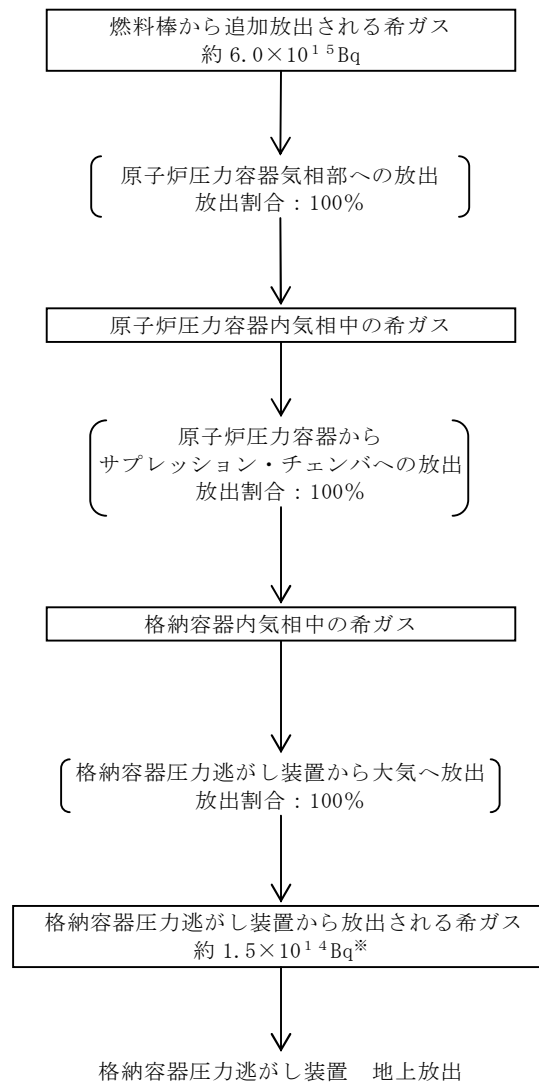 燃料棒から追加放出される希ガス
約 6.0×10¹⁵Bq
原子炉圧力容器気相部への放出
放出割合：100％
原子炉圧力容器内気相中の希ガス
原子炉圧力容器から
サプレッション・チェンバへの放出
放出割合：100％
格納容器内気相中の希ガス
格納容器圧力逃がし装置から大気へ放出
放出割合：100％
格納容器圧力逃がし装置から放出される希ガス
約 1.5×10¹⁴Bq※
格納容器圧力逃がし装置　地上放出